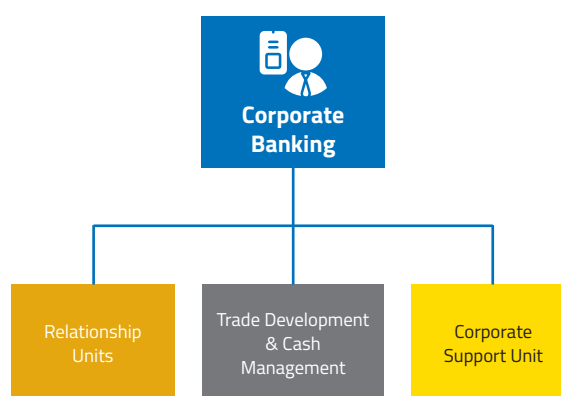 Corporate
Banking
Relationship
Units
Trade Development
& Cash
Management
Corporate
Support Unit